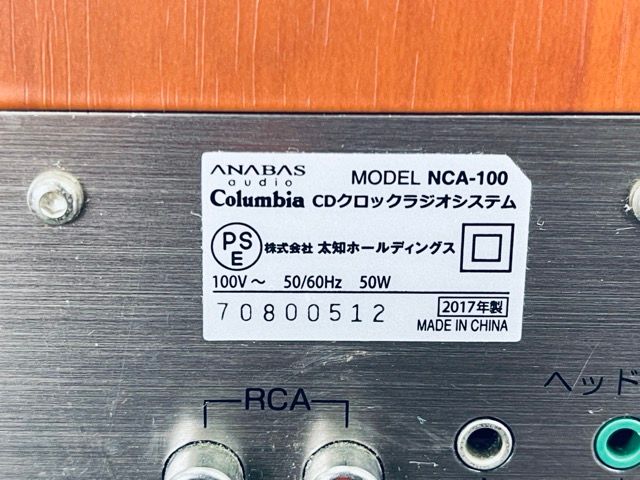 ANABAS
audio
MODEL NCA-100
Columbia CDクロックラジオシステム
PS
E
株式会社 太知ホールディングス
100V～ 50/60Hz 50W
70800512
2017年製
MADE IN CHINA
RCA
ヘッド